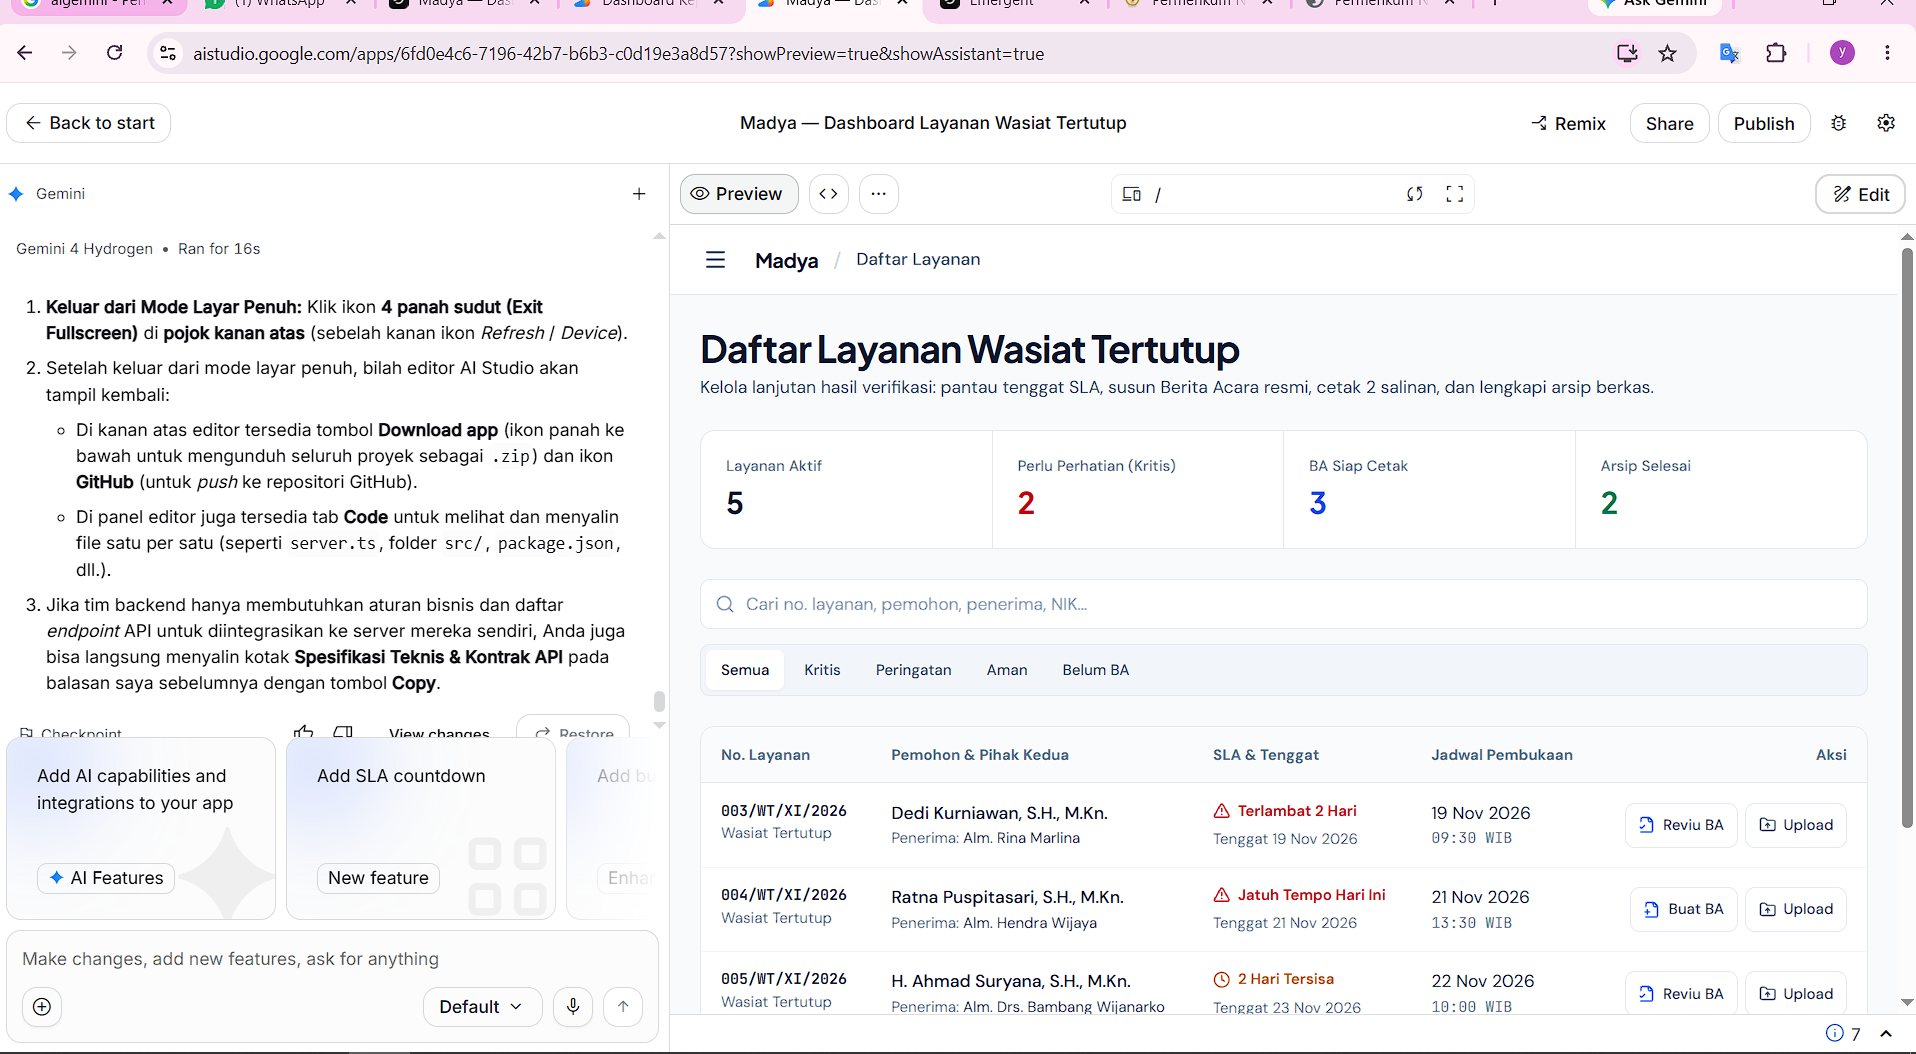 (1) WhatsApp
Emergent
Ask Gemini
aistudio.google.com/apps/6fd0e4c6-7196-42b7-b6b3-c0d19e3a8d57?showPreview=true&showAssistant=true
y
Back to start
Madya — Dashboard Layanan Wasiat Tertutup
Remix
Share
Publish
Gemini
Gemini 4 Hydrogen • Ran for 16s
1. Keluar dari Mode Layar Penuh: Klik ikon 4 panah sudut (Exit
Fullscreen) di pojok kanan atas (sebelah kanan ikon Refresh | Device).
2. Setelah keluar dari mode layar penuh, bilah editor AI Studio akan
tampil kembali:
Di kanan atas editor tersedia tombol Download app (ikon panah ke
bawah untuk mengunduh seluruh proyek sebagai .zip) dan ikon
GitHub (untuk push ke repositori GitHub).
Di panel editor juga tersedia tab Code untuk melihat dan menyalin
file satu per satu (seperti server.ts, folder src/, package.json,
dll.).
3. Jika tim backend hanya membutuhkan aturan bisnis dan daftar
endpoint API untuk diintegrasikan ke server mereka sendiri, Anda juga
bisa langsung menyalin kotak Spesifikasi Teknis & Kontrak API pada
balasan saya sebelumnya dengan tombol Copy.
Checkpoint
View changes
Restore
Add AI capabilities and
integrations to your app
AI Features
Add SLA countdown
New feature
Add bu
Enhan
Make changes, add new features, ask for anything
Default
Preview
/
Edit
Madya / Daftar Layanan
Daftar Layanan Wasiat Tertutup
Kelola lanjutan hasil verifikasi: pantau tenggat SLA, susun Berita Acara resmi, cetak 2 salinan, dan lengkapi arsip berkas.
Layanan Aktif
5
Perlu Perhatian (Kritis)
2
BA Siap Cetak
3
Arsip Selesai
2
Cari no. layanan, pemohon, penerima, NIK...
Semua Kritis Peringatan Aman Belum BA
No. Layanan Pemohon & Pihak Kedua SLA & Tenggat Jadwal Pembukaan Aksi
003/WT/XI/2026 Dedi Kurniawan, S.H., M.Kn. Terlambat 2 Hari 19 Nov 2026 Reviu BA Upload
Wasiat Tertutup Penerima: Alm. Rina Marlina Tenggat 19 Nov 2026 09:30 WIB
004/WT/XI/2026 Ratna Puspitasari, S.H., M.Kn. Jatuh Tempo Hari Ini 21 Nov 2026 Buat BA Upload
Wasiat Tertutup Penerima: Alm. Hendra Wijaya Tenggat 21 Nov 2026 13:30 WIB
005/WT/XI/2026 H. Ahmad Suryana, S.H., M.Kn. 2 Hari Tersisa 22 Nov 2026 Reviu BA Upload
Wasiat Tertutup Penerima: Alm. Drs. Bambang Wijanarko Tenggat 23 Nov 2026 10:00 WIB
7